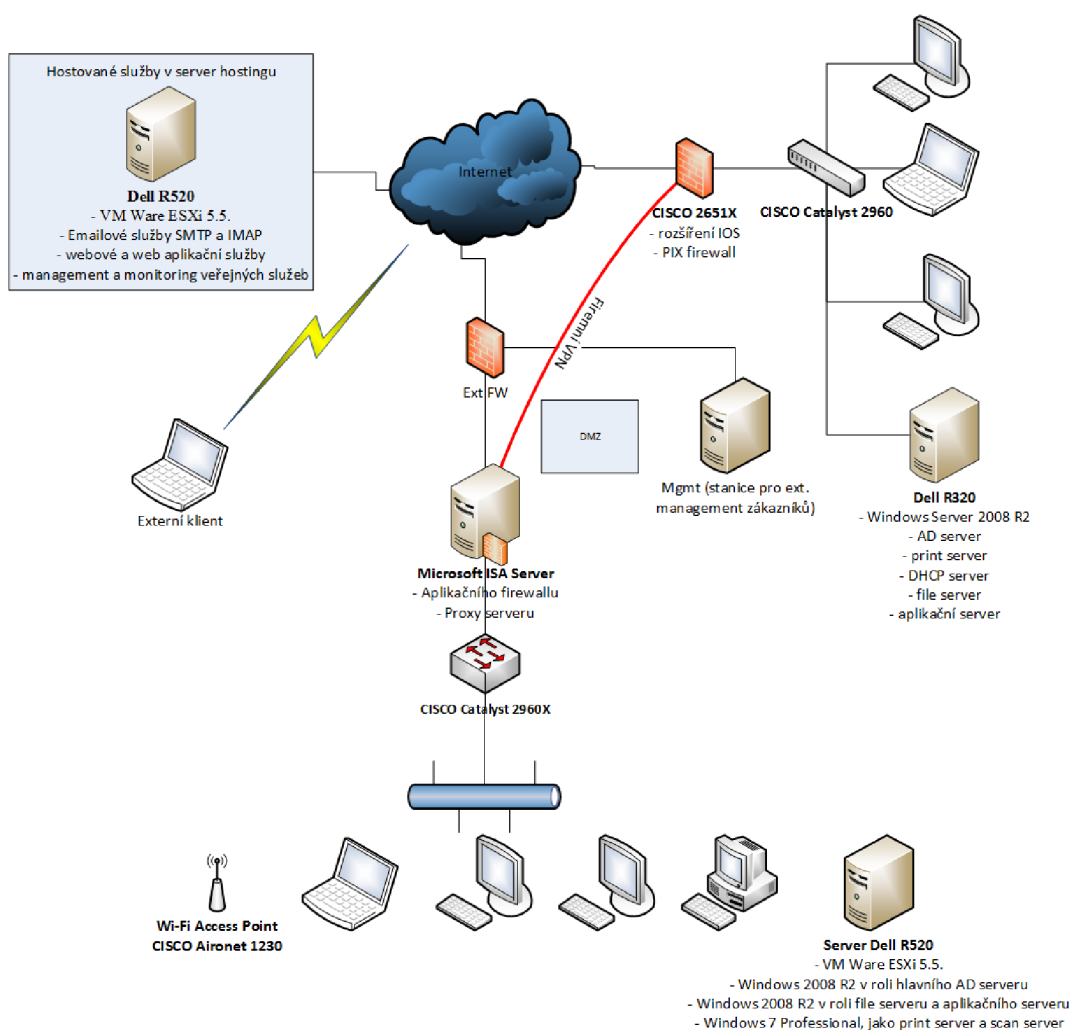 Hostované služby v server hostingu
Dell R520
- VM Ware ESXi 5.5.
- Emailové služby SMTP a IMAP
- webové a web aplikační služby
- management a monitoring veřejných služeb
Internet
CISCO 2651X
- rozšíření IOS
- PIX firewall
CISCO Catalyst 2960
Firemní VPN
Ext FW
DMZ
Externí klient
Mgmt (stanice pro ext.
management zákazníků)
Dell R320
- Windows Server 2008 R2
- AD server
- print server
- DHCP server
- file server
- aplikační server
Microsoft ISA Server
- Aplikačního firewallu
- Proxy serveru
CISCO Catalyst 2960X
Wi-Fi Access Point
CISCO Aironet 1230
Server Dell R520
- VM Ware ESXi 5.5.
- Windows 2008 R2 v roli hlavního AD serveru
- Windows 2008 R2 v roli file serveru a aplikačního serveru
- Windows 7 Professional, jako print server a scan server